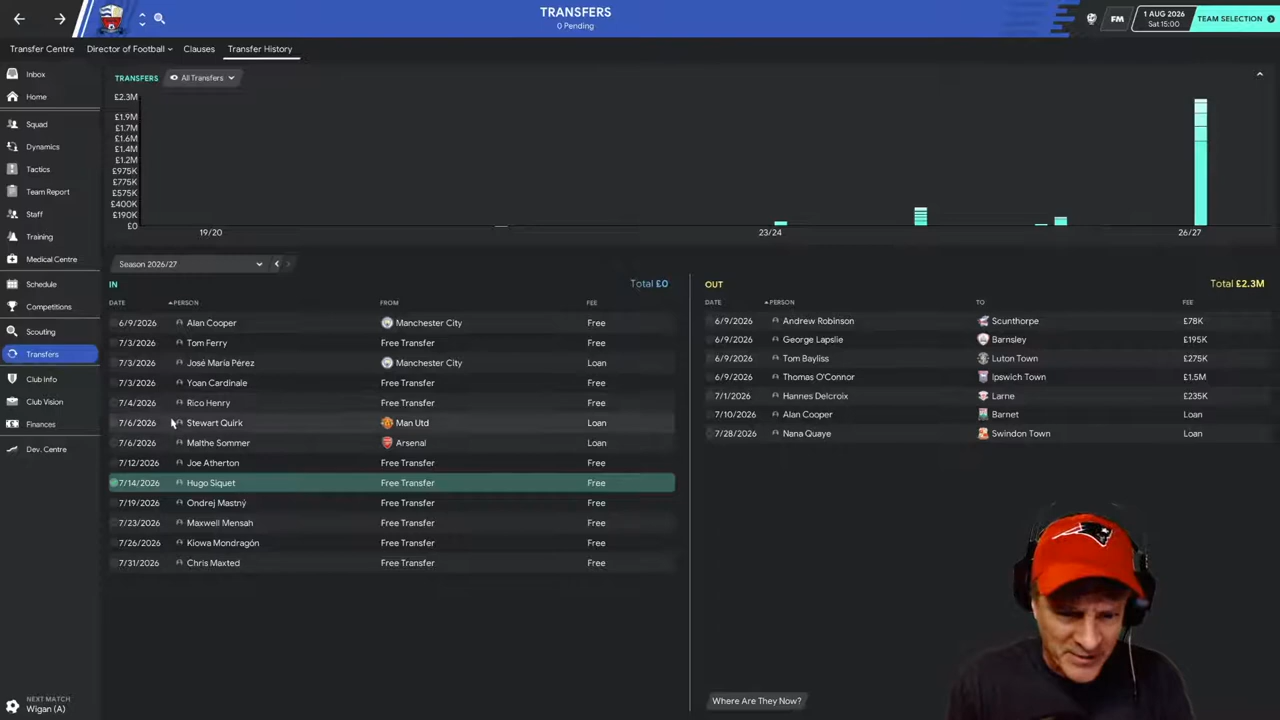 TRANSFERS
0 Pending
FM
1 AUG 2026
Sat 15:00
TEAM SELECTION
Transfer Centre
Director of Football
Clauses
Transfer History
Inbox
Home
Squad
Dynamics
Tactics
Team Report
Staff
Training
Medical Centre
Schedule
Competitions
Scouting
Transfers
Club Info
Club Vision
Finances
Dev. Centre
NEXT MATCH
Wigan (A)
TRANSFERS
All Transfers
£2.3M
£1.9M
£1.7M
£1.6M
£1.4M
£1.2M
£975K
£775K
£575K
£400K
£190K
£0
19/20
23/24
26/27
Season 2026/27
IN
Total £0
DATE PERSON FROM FEE
6/9/2026 Alan Cooper Manchester City Free
7/3/2026 Tom Ferry Free Transfer Free
7/3/2026 José María Pérez Manchester City Loan
7/3/2026 Yoan Cardinale Free Transfer Free
7/4/2026 Rico Henry Free Transfer Free
7/6/2026 Stewart Quirk Man Utd Loan
7/6/2026 Malthe Sommer Arsenal Loan
7/12/2026 Joe Atherton Free Transfer Free
7/14/2026 Hugo Siquet Free Transfer Free
7/19/2026 Ondrej Mastný Free Transfer Free
7/23/2026 Maxwell Mensah Free Transfer Free
7/26/2026 Kiowa Mondragón Free Transfer Free
7/31/2026 Chris Maxted Free Transfer Free
OUT
Total £2.3M
DATE PERSON TO FEE
6/9/2026 Andrew Robinson Scunthorpe £78K
6/9/2026 George Lapslie Barnsley £195K
6/9/2026 Tom Bayliss Luton Town £275K
6/9/2026 Thomas O'Connor Ipswich Town £1.5M
7/1/2026 Hannes Delcroix Larne £235K
7/10/2026 Alan Cooper Barnet Loan
7/28/2026 Nana Quaye Swindon Town Loan
Where Are They Now?